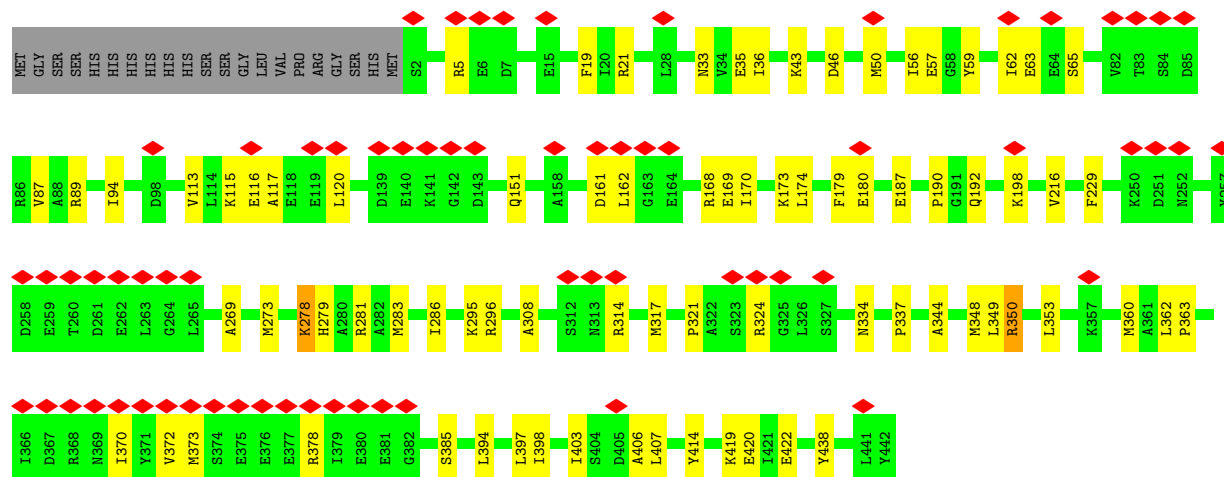 MET GLY SER SER HIS HIS HIS HIS HIS HIS SER SER GLY LEU VAL PRO ARG GLY SER HIS MET S2 R5 E6 D7 E15 F19 I20 R21 L28 N33 V34 E35 I36 K43 D46 M50 I56 E57 G58 Y59 I62 E63 E64 S65 V82 T83 S84 D85
R86 V87 A88 R89 I94 D98 V113 L114 K115 E116 A117 E118 E119 L120 D139 E140 K141 G142 D143 Q151 A158 D161 L162 G163 E164 R168 E169 I170 K173 L174 F179 E180 E187 P190 G191 Q192 K198 V216 F229 K250 D251 N252
D258 E259 T260 D261 E262 L263 G264 L265 A269 M273 K278 H279 A280 R281 A282 M283 I286 K295 R296 A308 S312 N313 R314 M317 P321 A322 S323 R324 G325 L326 S327 N334 P337 A344 M348 L349 R350 L353 K357 M360 A361 L362 P363
I366 D367 R368 N369 I370 Y371 V372 M373 S374 E375 E376 E377 R378 I379 E380 E381 G382 S385 L394 L397 I398 I403 S404 D405 A406 L407 Y414 K419 E420 I421 E422 Y438 L441 Y442